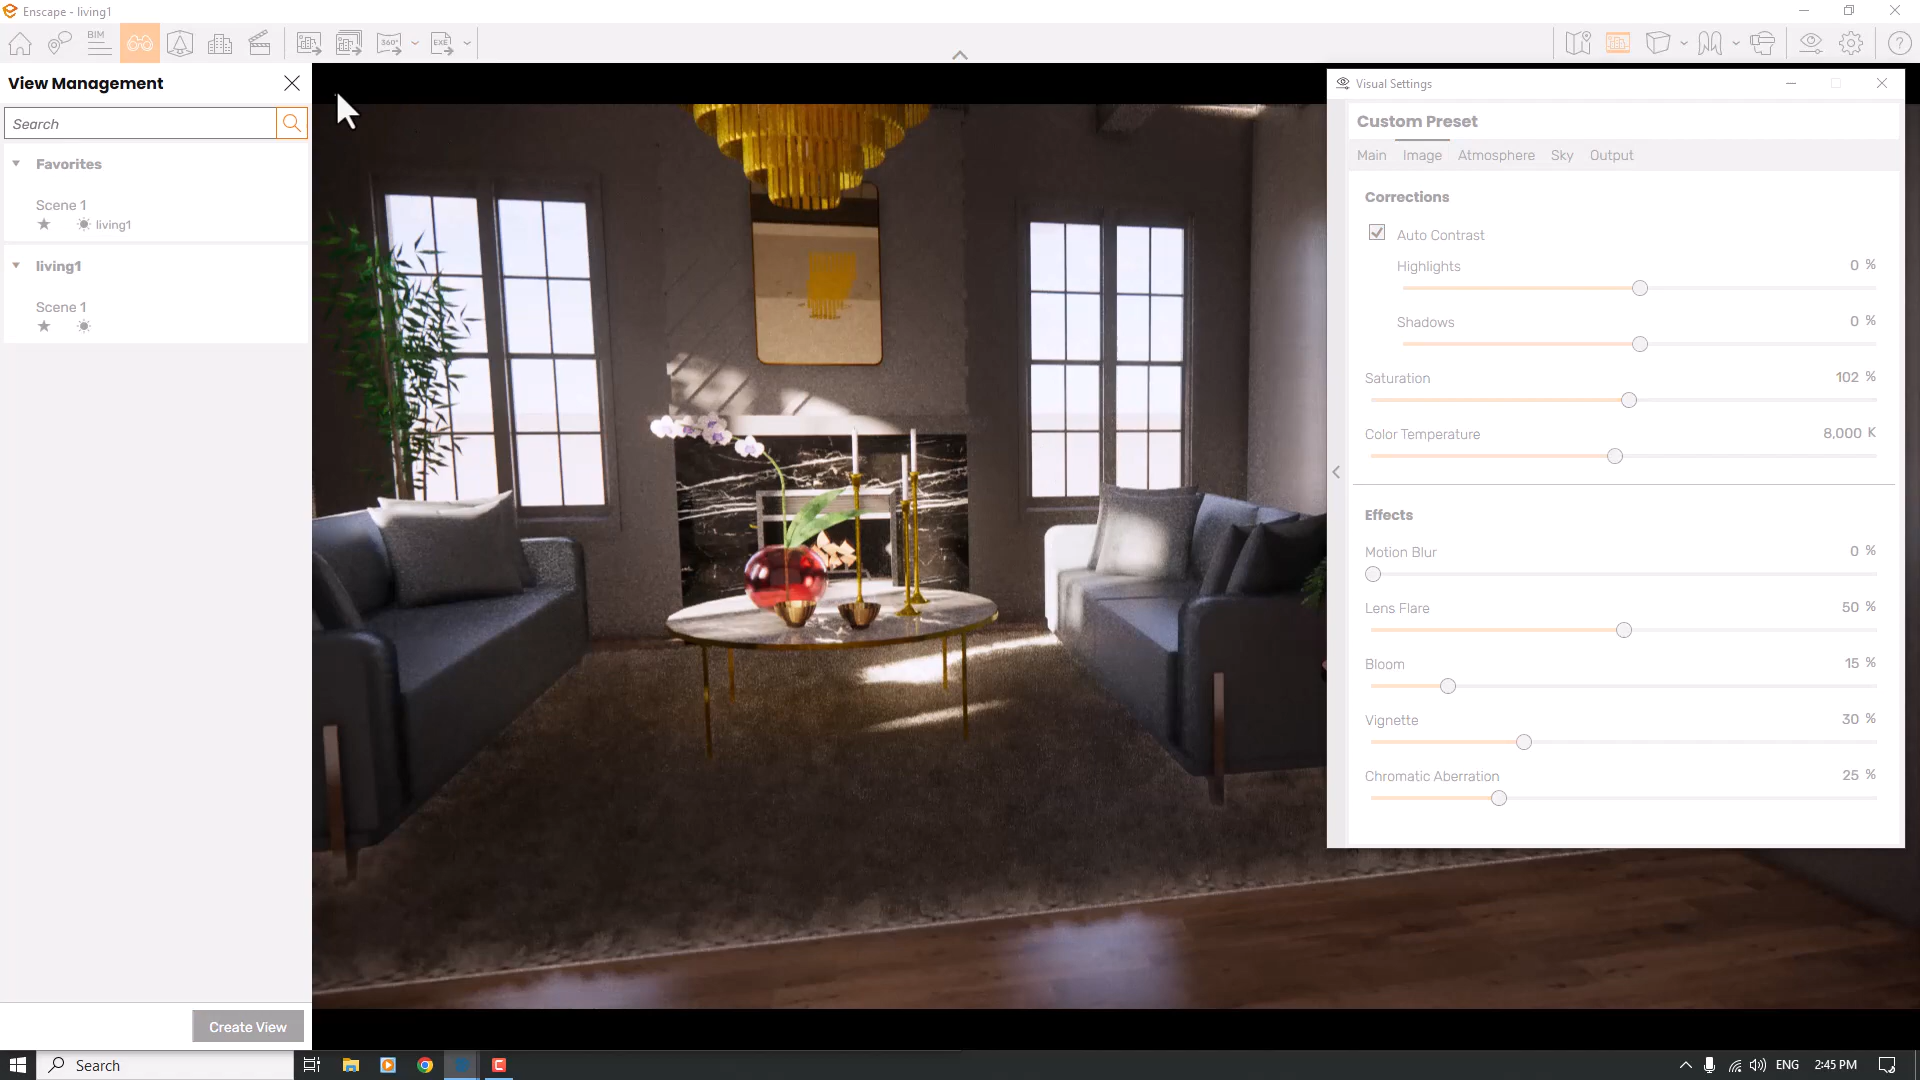 Enscape - living1
BIM
360°
EXE
View Management
Search
Favorites
Scene 1
living1
living1
Scene 1
Create View
Visual Settings
Custom Preset
Main Image Atmosphere Sky Output
Corrections
Auto Contrast
Highlights 0 %
Shadows 0 %
Saturation 102 %
Color Temperature 8,000 K
Effects
Motion Blur 0 %
Lens Flare 50 %
Bloom 15 %
Vignette 30 %
Chromatic Aberration 25 %
Search
ENG 2:45 PM